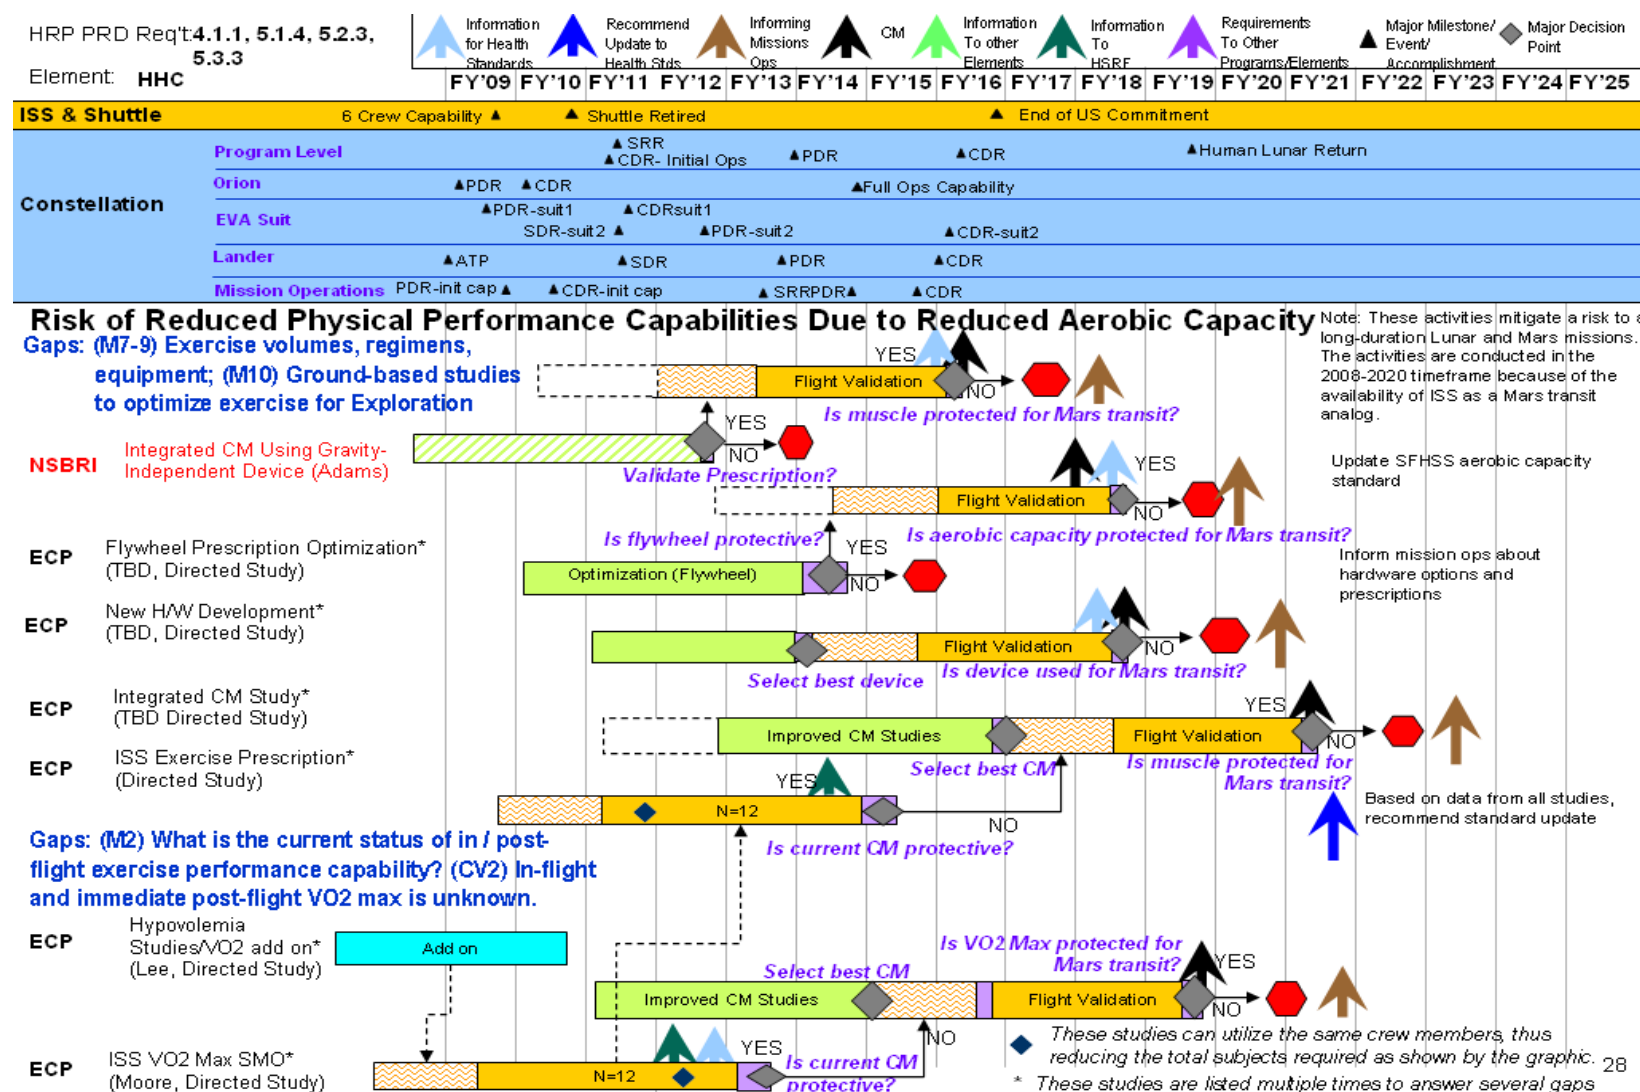 HRP PRD Req't:4.1.1, 5.1.4, 5.2.3,
5.3.3
Element: HHC
Information
for Health
Standards
Recommend
Update to
Health Stds
Informing
Missions
Ops
CM
Information
To other
Elements
Information
To
HSRF
Requirements
To Other
Programs/Elements
Major Milestone/
Event/
Accomplishment
Major Decision
Point
FY'09 FY'10 FY'11 FY'12 FY'13 FY'14 FY'15 FY'16 FY'17 FY'18 FY'19 FY'20 FY'21 FY'22 FY'23 FY'24 FY'25
ISS & Shuttle
6 Crew Capability
Shuttle Retired
End of US Commitment
Constellation
Program Level
SRR
CDR- Initial Ops
PDR
CDR
Human Lunar Return
Orion
PDR
CDR
Full Ops Capability
EVA Suit
PDR-suit1
CDRsuit1
SDR-suit2
PDR-suit2
CDR-suit2
Lander
ATP
SDR
PDR
CDR
Mission Operations
PDR-init cap
CDR-init cap
SRRPDR
CDR
Risk of Reduced Physical Performance Capabilities Due to Reduced Aerobic Capacity
Note: These activities mitigate a risk to a
long-duration Lunar and Mars missions.
The activities are conducted in the
2008-2020 timeframe because of the
availability of ISS as a Mars transit
analog.
Gaps: (M7-9) Exercise volumes, regimens,
equipment; (M10) Ground-based studies
to optimize exercise for Exploration
YES
Flight Validation
NO
Is muscle protected for Mars transit?
NSBRI
Integrated CM Using Gravity-
Independent Device (Adams)
YES
NO
Validate Prescription?
YES
Flight Validation
NO
Is aerobic capacity protected for Mars transit?
Update SFHSS aerobic capacity
standard
ECP
Flywheel Prescription Optimization*
(TBD, Directed Study)
Is flywheel protective?
YES
Optimization (Flywheel)
NO
Inform mission ops about
hardware options and
prescriptions
ECP
New H/W Development*
(TBD, Directed Study)
Flight Validation
NO
Select best device
Is device used for Mars transit?
ECP
Integrated CM Study*
(TBD Directed Study)
YES
Improved CM Studies
Flight Validation
NO
Select best CM
Is muscle protected for
Mars transit?
ECP
ISS Exercise Prescription*
(Directed Study)
YES
N=12
NO
Is current CM protective?
Based on data from all studies,
recommend standard update
Gaps: (M2) What is the current status of in / post-
flight exercise performance capability? (CV2) In-flight
and immediate post-flight VO2 max is unknown.
ECP
Hypovolemia
Studies/VO2 add on*
(Lee, Directed Study)
Add on
Is VO2 Max protected for
Mars transit?
YES
Select best CM
Improved CM Studies
Flight Validation
NO
NO
ECP
ISS VO2 Max SMO*
(Moore, Directed Study)
N=12
YES
Is current CM
protective?
These studies can utilize the same crew members, thus
reducing the total subjects required as shown by the graphic.
* These studies are listed multiple times to answer several gaps
28